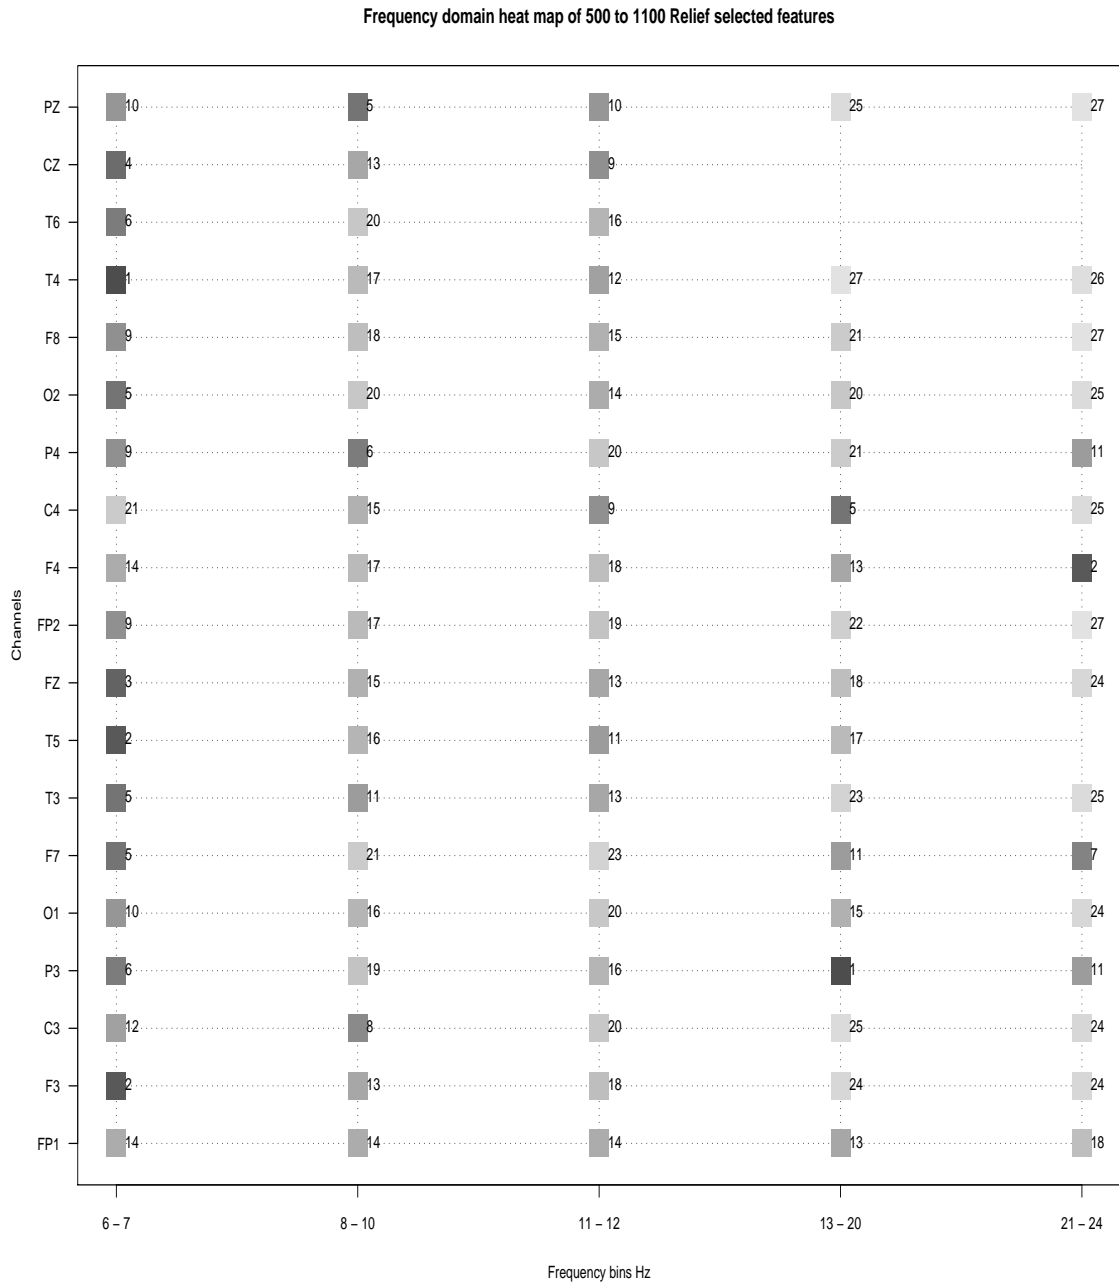 Frequency domain heat map of 500 to 1100 Relief selected features
PZ 10 5 10 25 27
CZ 4 13 9
T6 6 20 16
T4 1 17 12 27 26
F8 9 18 15 21 27
O2 5 20 14 20 25
P4 9 6 20 21 11
C4 21 15 9 5 25
F4 14 17 18 13 2
FP2 9 17 19 22 27
FZ 3 15 13 18 24
T5 2 16 11 17
T3 5 11 13 23 25
F7 5 21 23 11 7
O1 10 16 20 15 24
P3 6 19 16 1 11
C3 12 8 20 25 24
F3 2 13 18 24 24
FP1 14 14 14 13 18
Channels
6 – 7 8 – 10 11 – 12 13 – 20 21 – 24
Frequency bins Hz